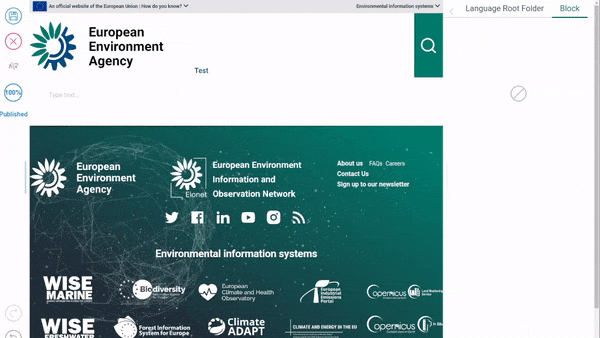 An official website of the European Union | How do you know?
Environmental information systems
Language Root Folder
Block
European
Environment
Agency
Test
100%
Type text...
Published
European
Environment
Agency
Eionet
European Environment
Information and
Observation Network
About us FAQs Careers
Contact Us
Sign up to our newsletter
Environmental information systems
WISE
MARINE
Biodiversity
European
Climate and Health
Observatory
European
Industrial
Emissions
Portal
Copernicus
Land Monitoring
Service
WISE
FRESHWATER
Forest Information
System for Europe
Climate
ADAPT
CLIMATE AND ENERGY IN THE EU
Copernicus
In Situ